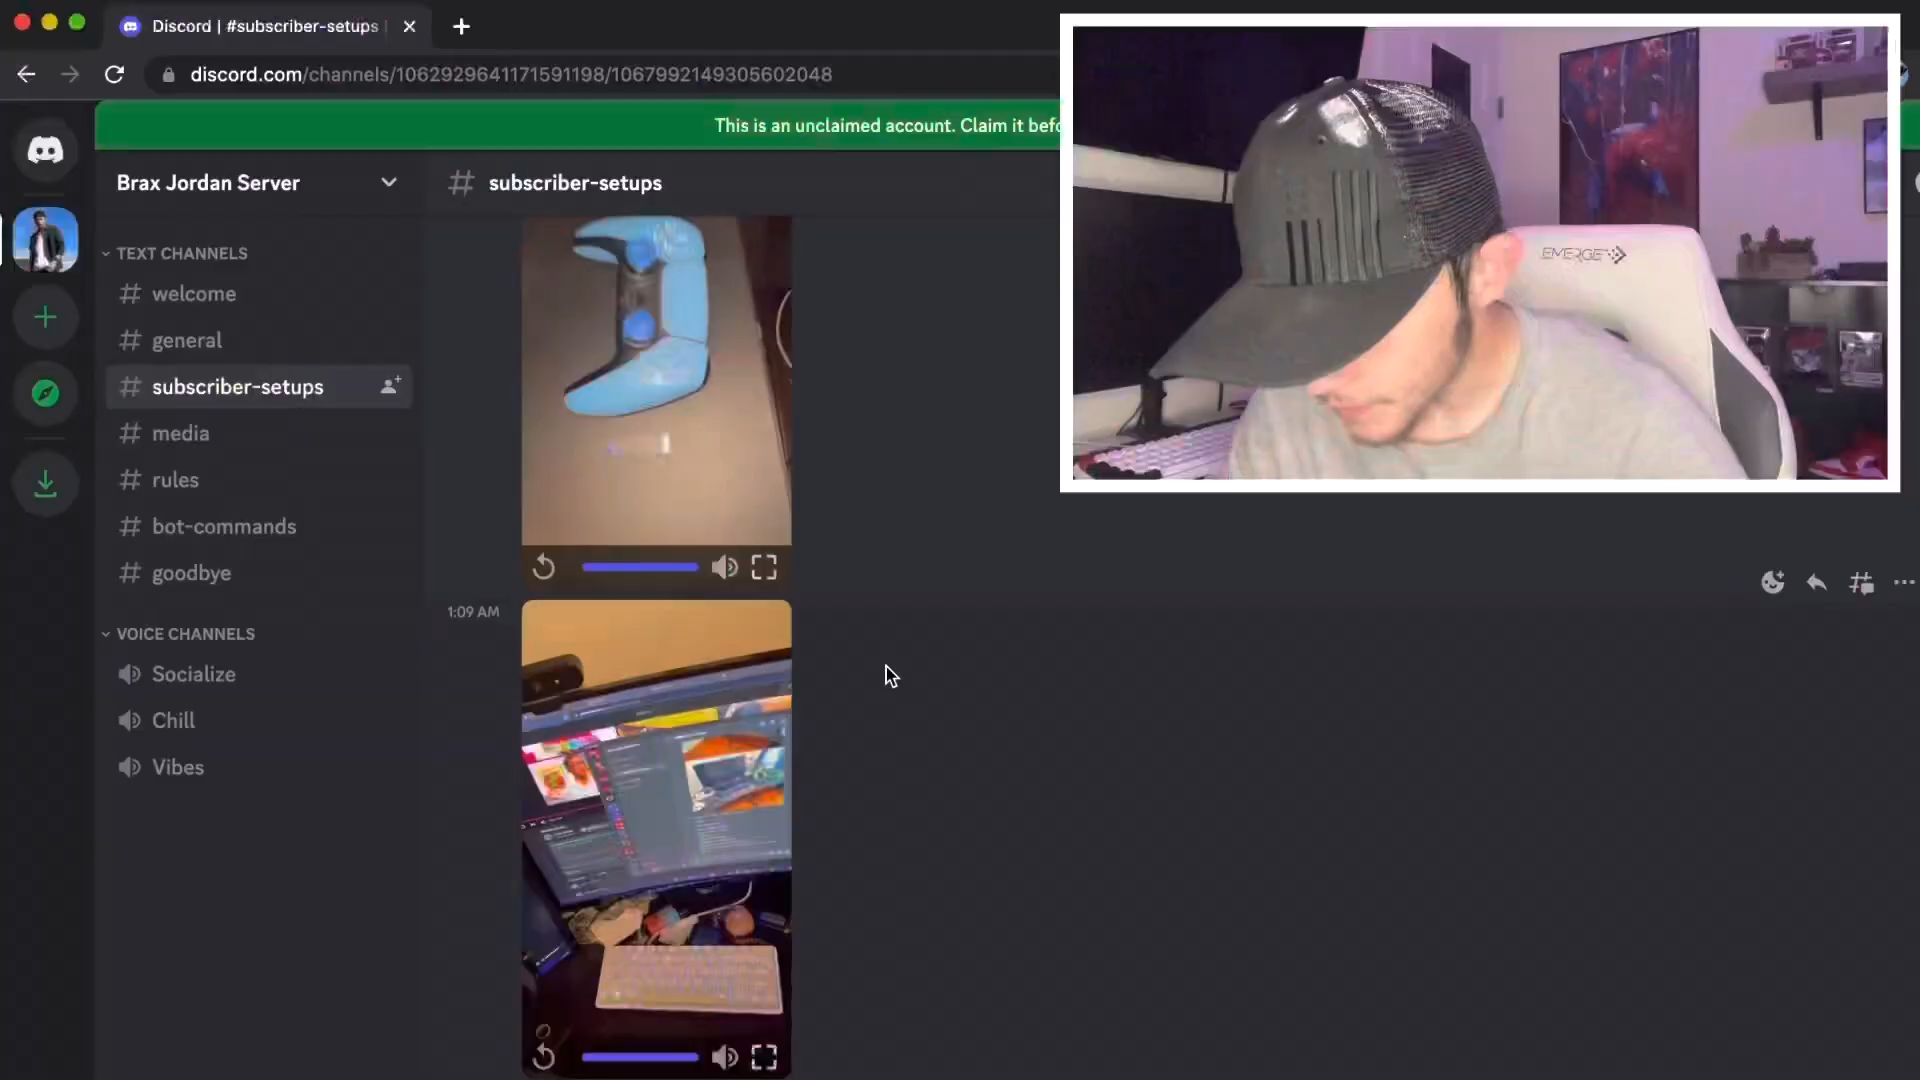 Discord | #subscriber-setups |
discord.com/channels/1062929641171591198/1067992149305602048
This is an unclaimed account. Claim it befo
Brax Jordan Server
# subscriber-setups
TEXT CHANNELS
# welcome
# general
# subscriber-setups
# media
# rules
# bot-commands
# goodbye
VOICE CHANNELS
Socialize
Chill
Vibes
1:09 AM
EMERGE